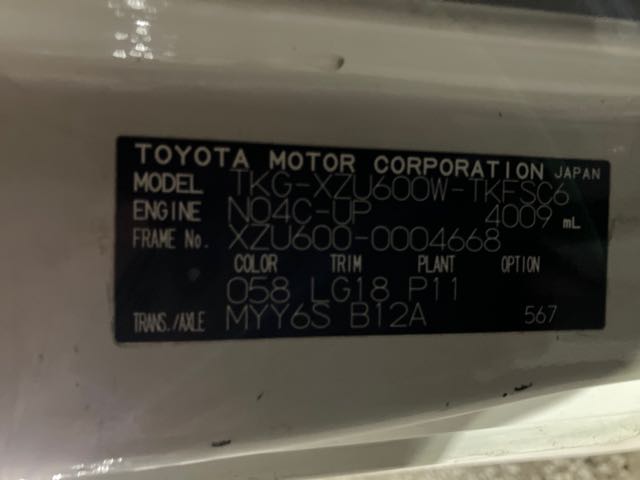 TOYOTA MOTOR CORPORATION JAPAN
MODEL TKG-XZU600W-TKFSC6
ENGINE N04C-UP 4009 mL
FRAME No. XZU600-0004668
COLOR TRIM PLANT OPTION
058 LG18 P11
TRANS./AXLE MYY6S B12A 567